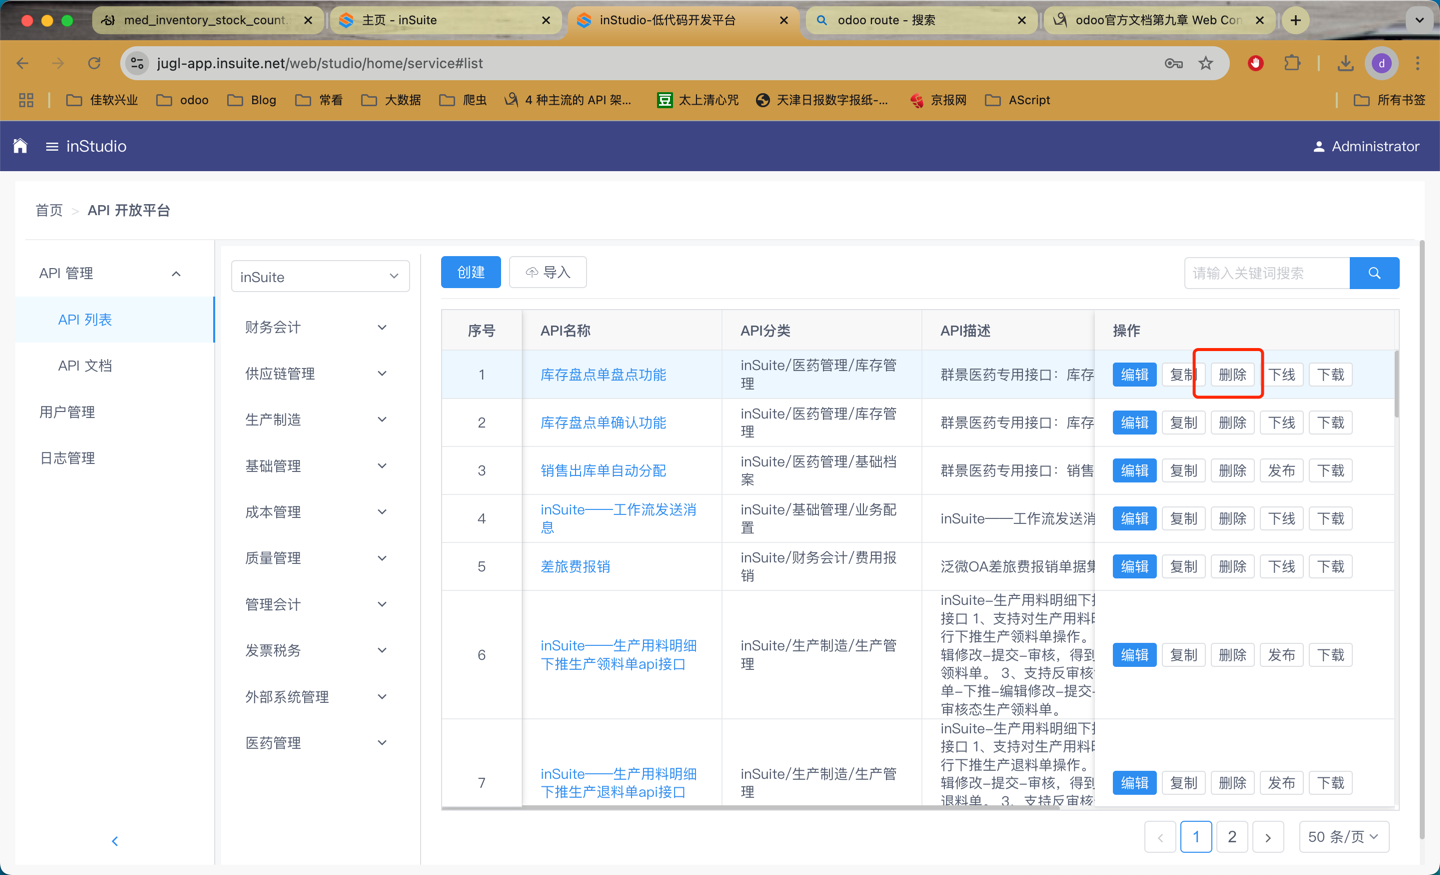 med_inventory_stock_count.
主页 - inSuite
inStudio-低代码开发平台
odoo route - 搜索
odoo官方文档第九章 Web Con
jugl-app.insuite.net/web/studio/home/service#list
d
佳软兴业
odoo
Blog
常看
大数据
爬虫
4 种主流的 API 架...
豆 太上清心咒
天津日报数字报纸-...
京报网
AScript
所有书签
inStudio
Administrator
首页 > API 开放平台
API 管理
API 列表
API 文档
用户管理
日志管理
inSuite
财务会计
供应链管理
生产制造
基础管理
成本管理
质量管理
管理会计
发票税务
外部系统管理
医药管理
创建
导入
请输入关键词搜索
序号 API名称 API分类 API描述 操作
1 库存盘点单盘点功能 inSuite/医药管理/库存管
理
群景医药专用接口：库存 编辑 复制 删除 下线 下载
2 库存盘点单确认功能 inSuite/医药管理/库存管
理
群景医药专用接口：库存 编辑 复制 删除 下线 下载
3 销售出库单自动分配 inSuite/医药管理/基础档
案
群景医药专用接口：销售 编辑 复制 删除 发布 下载
4 inSuite——工作流发送消
息
inSuite/基础管理/业务配
置
inSuite——工作流发送消 编辑 复制 删除 下线 下载
5 差旅费报销 inSuite/财务会计/费用报
销
泛微OA差旅费报销单据集 编辑 复制 删除 下线 下载
6 inSuite——生产用料明细
下推生产领料单api接口
inSuite/生产制造/生产管
理
inSuite-生产用料明细下推
接口 1、支持对生产用料明
行下推生产领料单操作。
辑修改-提交-审核，得到
领料单。 3、支持反审核
单-下推-编辑修改-提交-
审核态生产领料单。
编辑 复制 删除 发布 下载
7 inSuite——生产用料明细
下推生产退料单api接口
inSuite/生产制造/生产管
理
inSuite-生产用料明细下推
接口 1、支持对生产用料明
行下推生产退料单操作。
辑修改-提交-审核，得到
退料单。 3、支持反审核
编辑 复制 删除 发布 下载
1 2 50 条/页